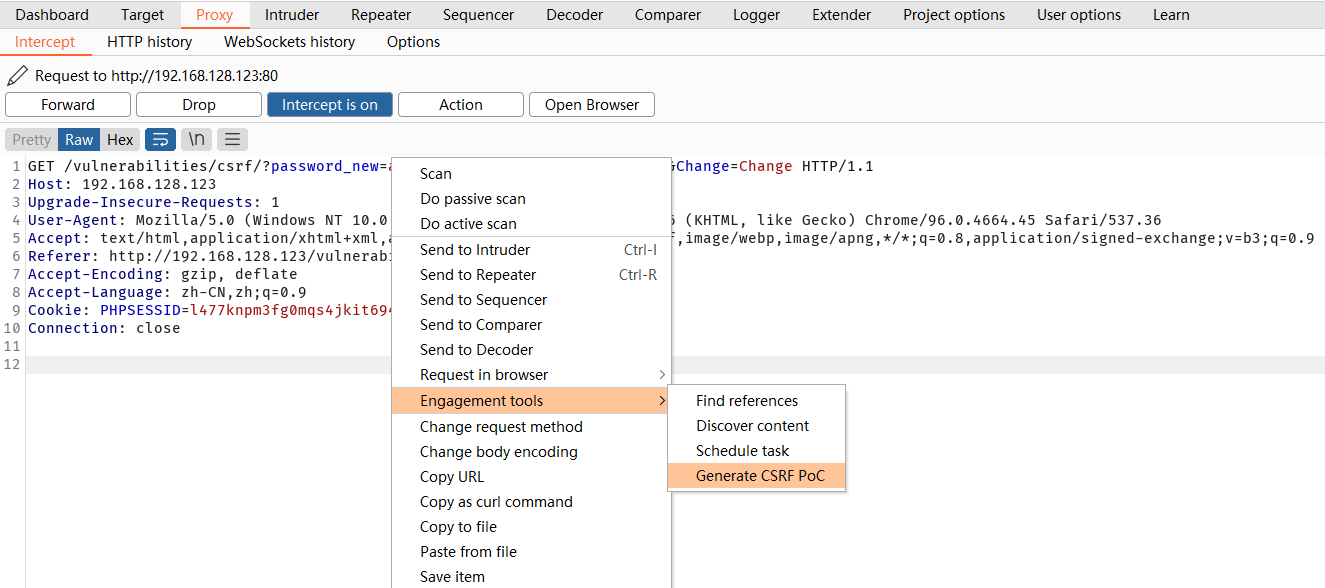 Dashboard Target Proxy Intruder Repeater Sequencer Decoder Comparer Logger Extender Project options User options Learn
Intercept HTTP history WebSockets history Options
Request to http://192.168.128.123:80
Forward Drop Intercept is on Action Open Browser
Pretty Raw Hex \n
1 GET /vulnerabilities/csrf/?password_new= &Change=Change HTTP/1.1
2 Host: 192.168.128.123
3 Upgrade-Insecure-Requests: 1
4 User-Agent: Mozilla/5.0 (Windows NT 10.0 (KHTML, like Gecko) Chrome/96.0.4664.45 Safari/537.36
5 Accept: text/html,application/xhtml+xml, ,image/webp,image/apng,*/*;q=0.8,application/signed-exchange;v=b3;q=0.9
6 Referer: http://192.168.128.123/vulnerabi
7 Accept-Encoding: gzip, deflate
8 Accept-Language: zh-CN,zh;q=0.9
9 Cookie: PHPSESSID=l477knpm3fg0mqs4jkit694
10 Connection: close
11
12
Scan
Do passive scan
Do active scan
Send to Intruder Ctrl-I
Send to Repeater Ctrl-R
Send to Sequencer
Send to Comparer
Send to Decoder
Request in browser >
Engagement tools >
Find references
Discover content
Schedule task
Generate CSRF PoC
Change request method
Change body encoding
Copy URL
Copy as curl command
Copy to file
Paste from file
Save item